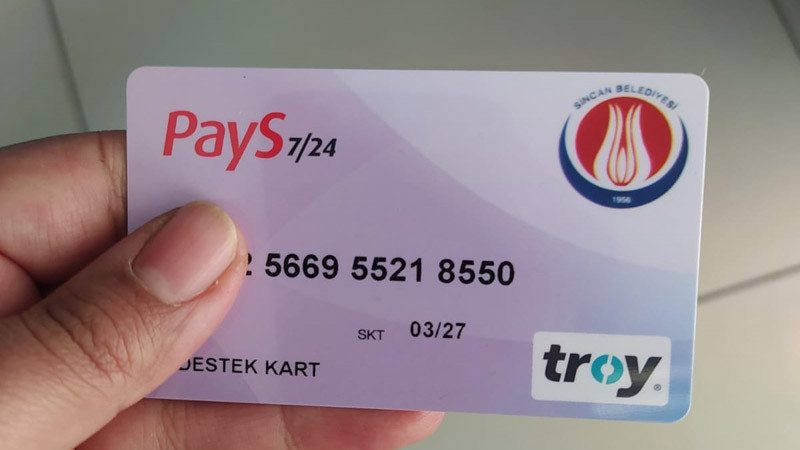 PayS 7/24
SİNCAN BELEDİYESİ
1956
2 5669 5521 8550
SKT 03/27
DESTEK KART
troy®